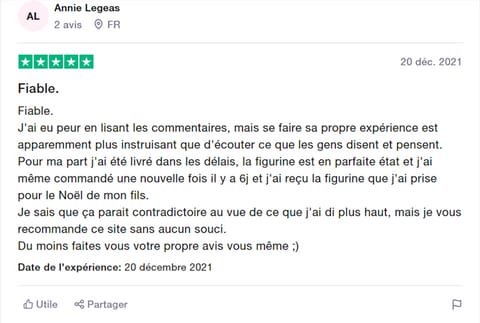 AL
Annie Legeas
2 avis FR
20 déc. 2021
Fiable.
Fiable.
J'ai eu peur en lisant les commentaires, mais se faire sa propre expérience est
apparemment plus instruisant que d'écouter ce que les gens disent et pensent.
Pour ma part j'ai été livré dans les délais, la figurine est en parfaite état et j'ai
même commandé une nouvelle fois il y a 6j et j'ai reçu la figurine que j'ai prise
pour le Noël de mon fils.
Je sais que ça parait contradictoire au vue de ce que j'ai di plus haut, mais je vous
recommande ce site sans aucun souci.
Du moins faites vous votre propre avis vous même ;)
Date de l'expérience: 20 décembre 2021
Utile Partager